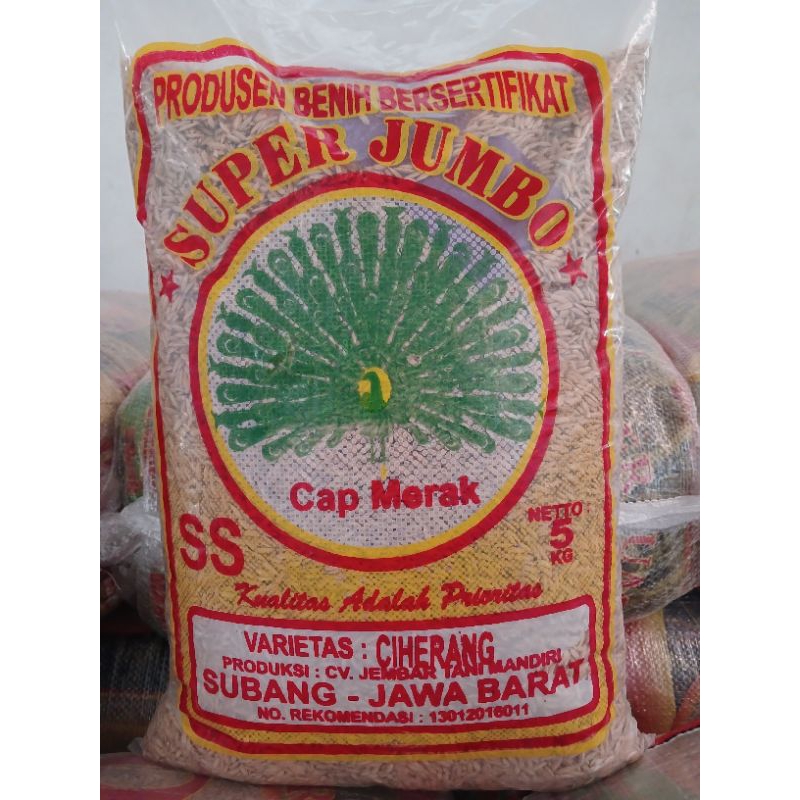 PRODUSEN BENIH BERSERTIFIKAT
SUPER JUMBO
Cap Merak
SS
NETTO
5
KG
Kualitas Adalah Prioritas
VARIETAS : CIHERANG
PRODUKSI : CV. JEMBAR TANI MANDIRI
SUBANG - JAWA BARAT
NO. REKOMENDASI : 13012016011